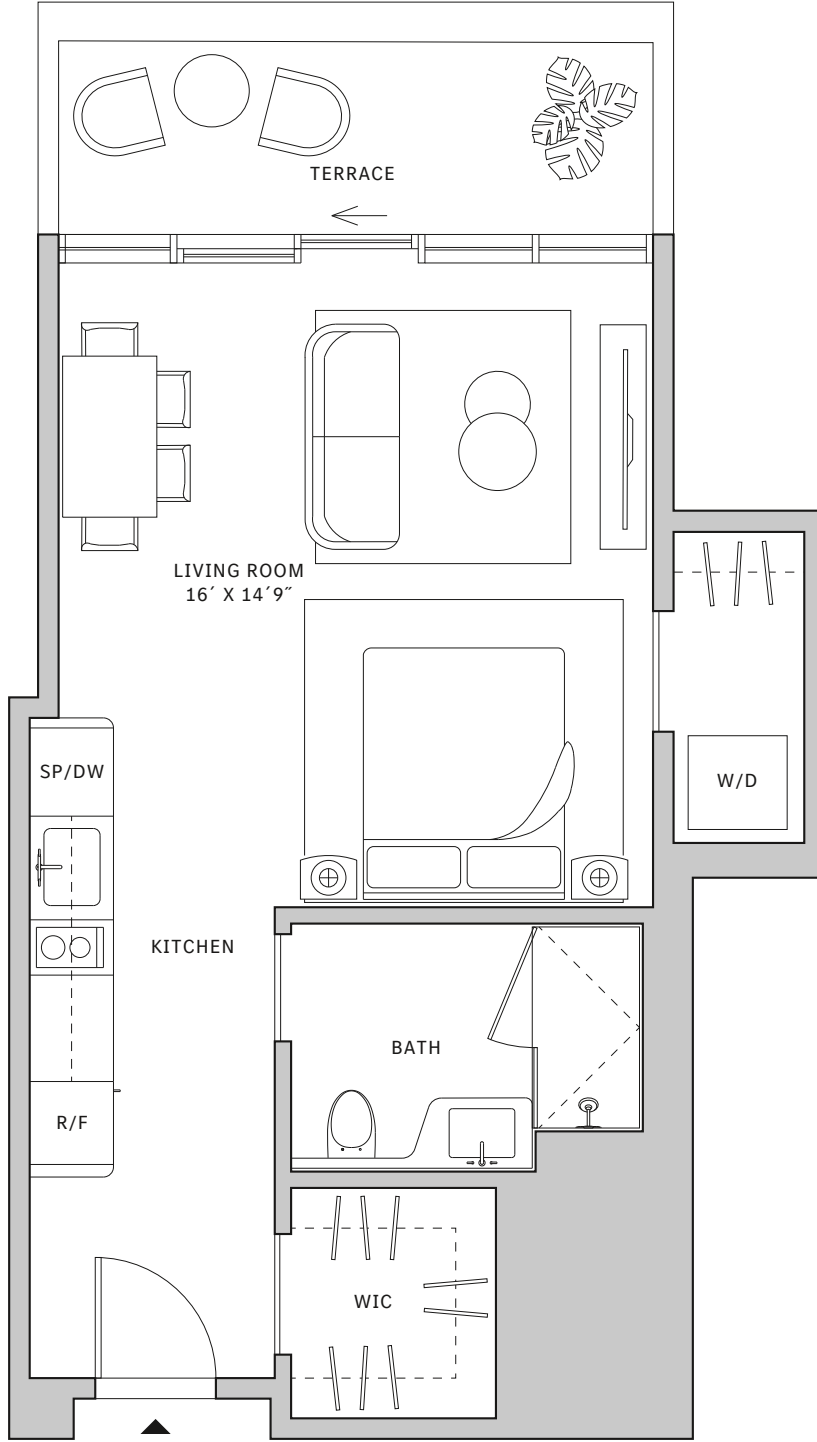 TERRACE
LIVING ROOM
16´ X 14´9˝
SP/DW
W/D
KITCHEN
BATH
R/F
WIC